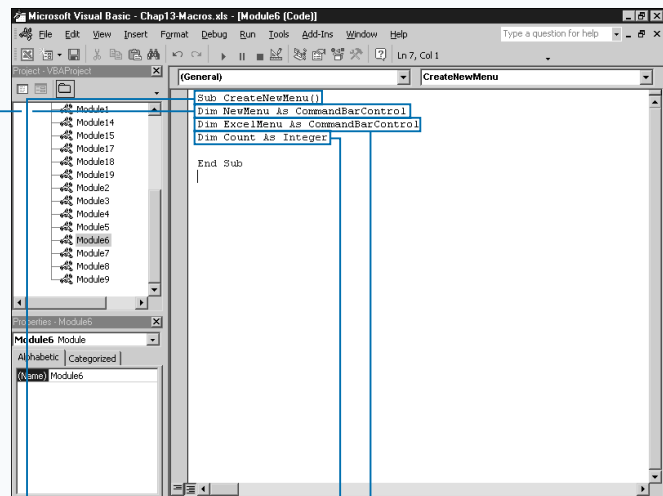 Microsoft Visual Basic - Chap13-Macros.xls - [Module6 (Code)]
File Edit View Insert Format Debug Run Tools Add-Ins Window Help Type a question for help
Ln 7, Col 1
Project - VBAProject
(General) CreateNewMenu
Module1
Module14
Module15
Module17
Module18
Module19
Module2
Module3
Module4
Module5
Module6
Module7
Module8
Module9
Sub CreateNewMenu()
Dim NewMenu As CommandBarControl
Dim ExcelMenu As CommandBarControl
Dim Count As Integer
End Sub
Properties - Module6
Module6 Module
Alphabetic Categorized
(Name) Module6